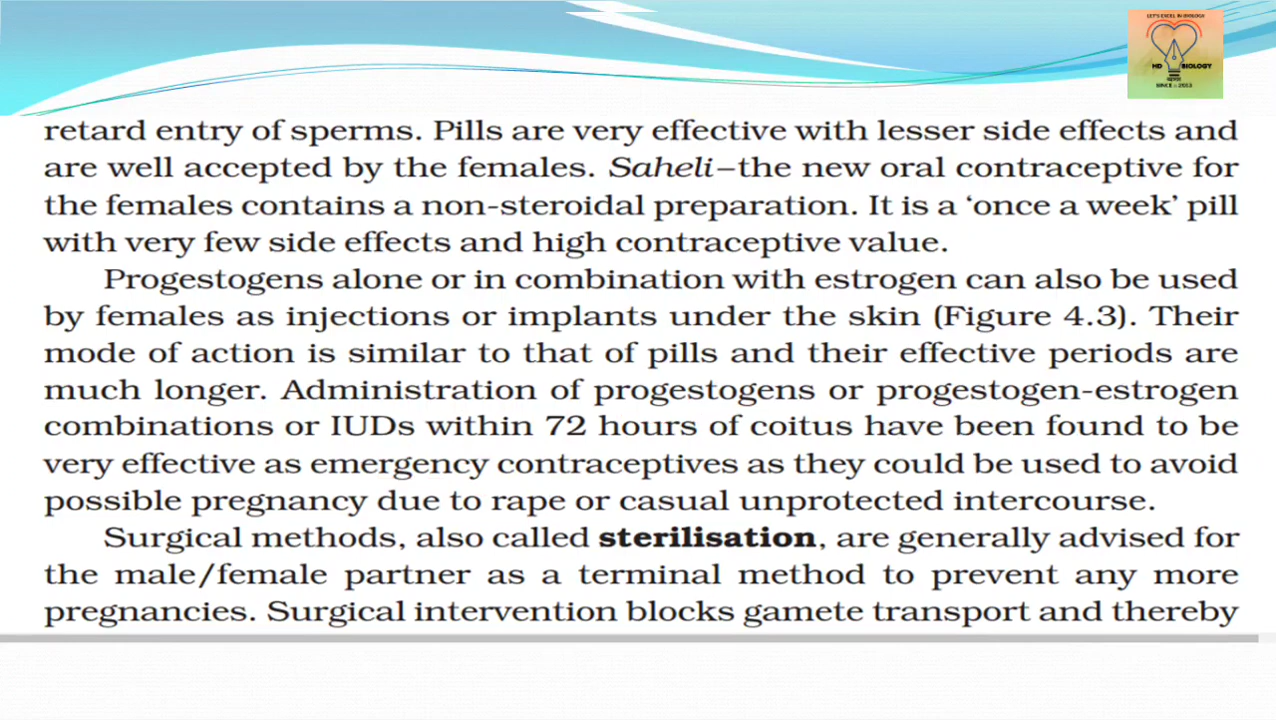 LET'S EXCEL IN BIOLOGY
HD BIOLOGY
retard entry of sperms. Pills are very effective with lesser side effects and
are well accepted by the females. Saheli–the new oral contraceptive for
the females contains a non-steroidal preparation. It is a ‘once a week’ pill
with very few side effects and high contraceptive value.
Progestogens alone or in combination with estrogen can also be used
by females as injections or implants under the skin (Figure 4.3). Their
mode of action is similar to that of pills and their effective periods are
much longer. Administration of progestogens or progestogen-estrogen
combinations or IUDs within 72 hours of coitus have been found to be
very effective as emergency contraceptives as they could be used to avoid
possible pregnancy due to rape or casual unprotected intercourse.
Surgical methods, also called sterilisation, are generally advised for
the male/female partner as a terminal method to prevent any more
pregnancies. Surgical intervention blocks gamete transport and thereby